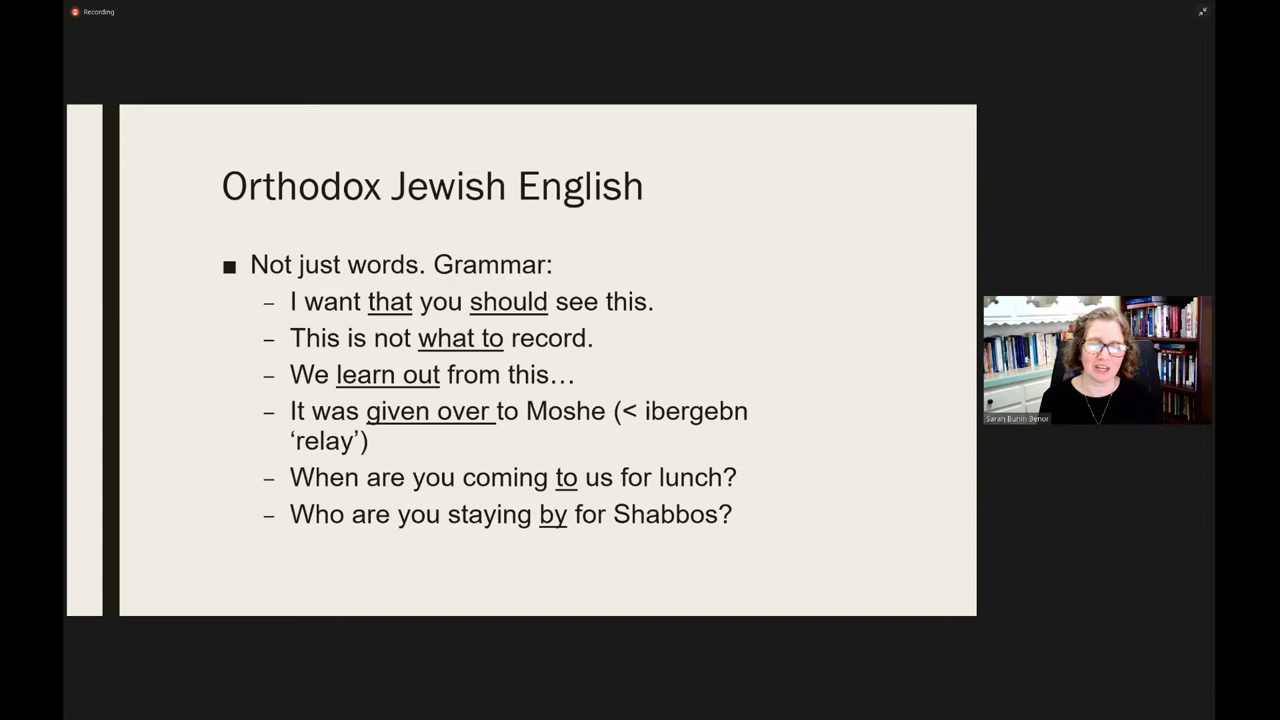 Recording
Orthodox Jewish English
■ Not just words. Grammar:
– I want that you should see this.
– This is not what to record.
– We learn out from this…
– It was given over to Moshe (< ibergebn
‘relay’)
– When are you coming to us for lunch?
– Who are you staying by for Shabbos?
Sarah Bunin Benor